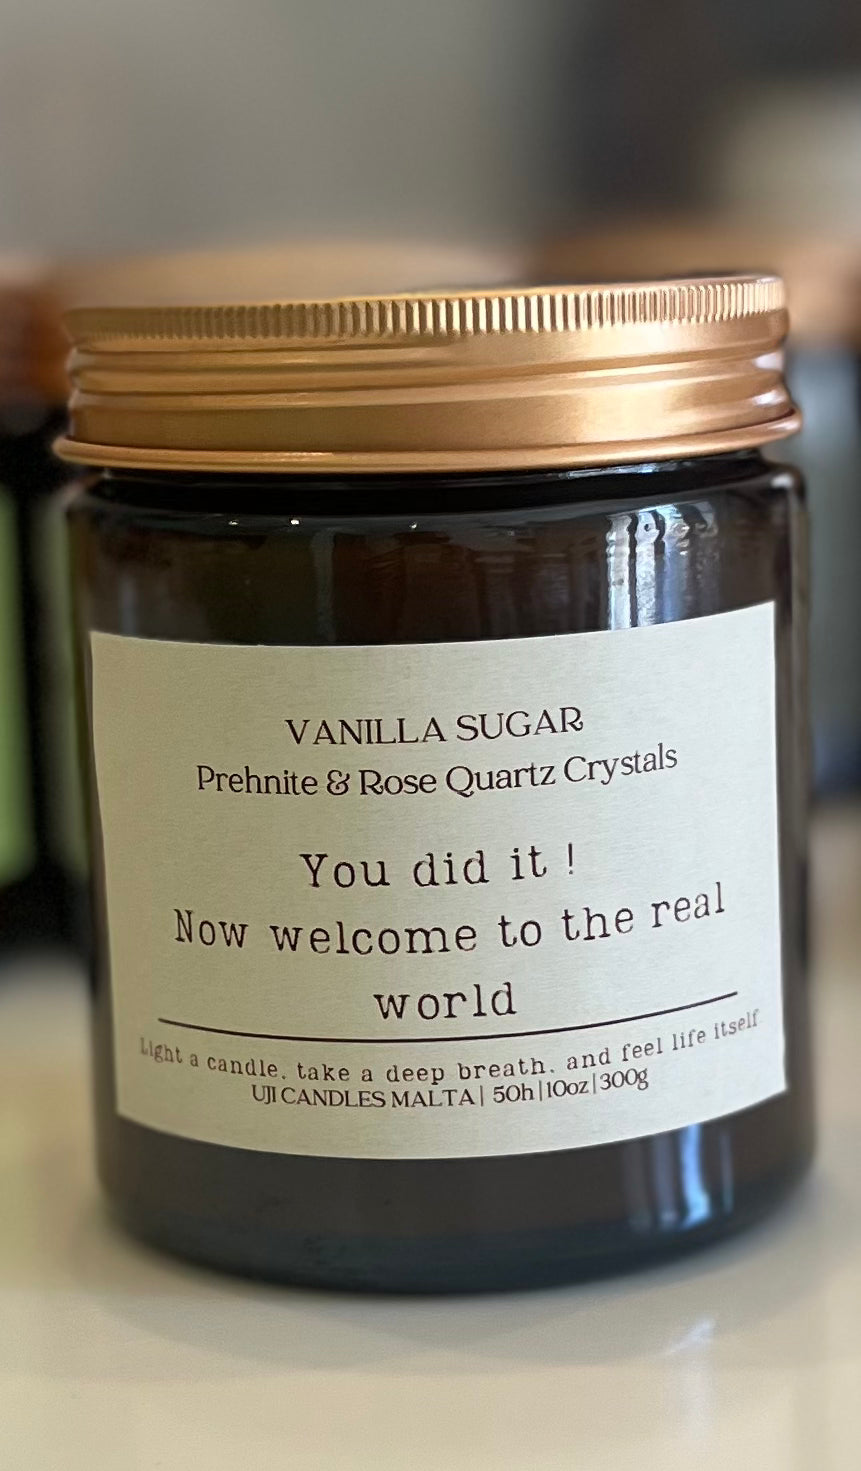 VANILLA SUGAR
Prehnite & Rose Quartz Crystals
You did it !
Now welcome to the real
world
Light a candle. take a deep breath. and feel life itself
UJI CANDLES MALTA | 50h | 10oz | 300g